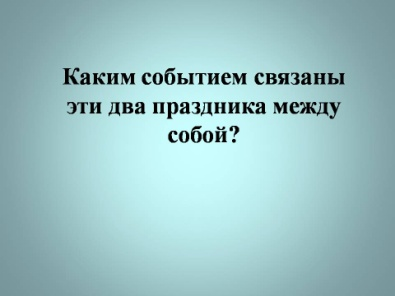 Каким событием связаны
эти два праздника между
собой?